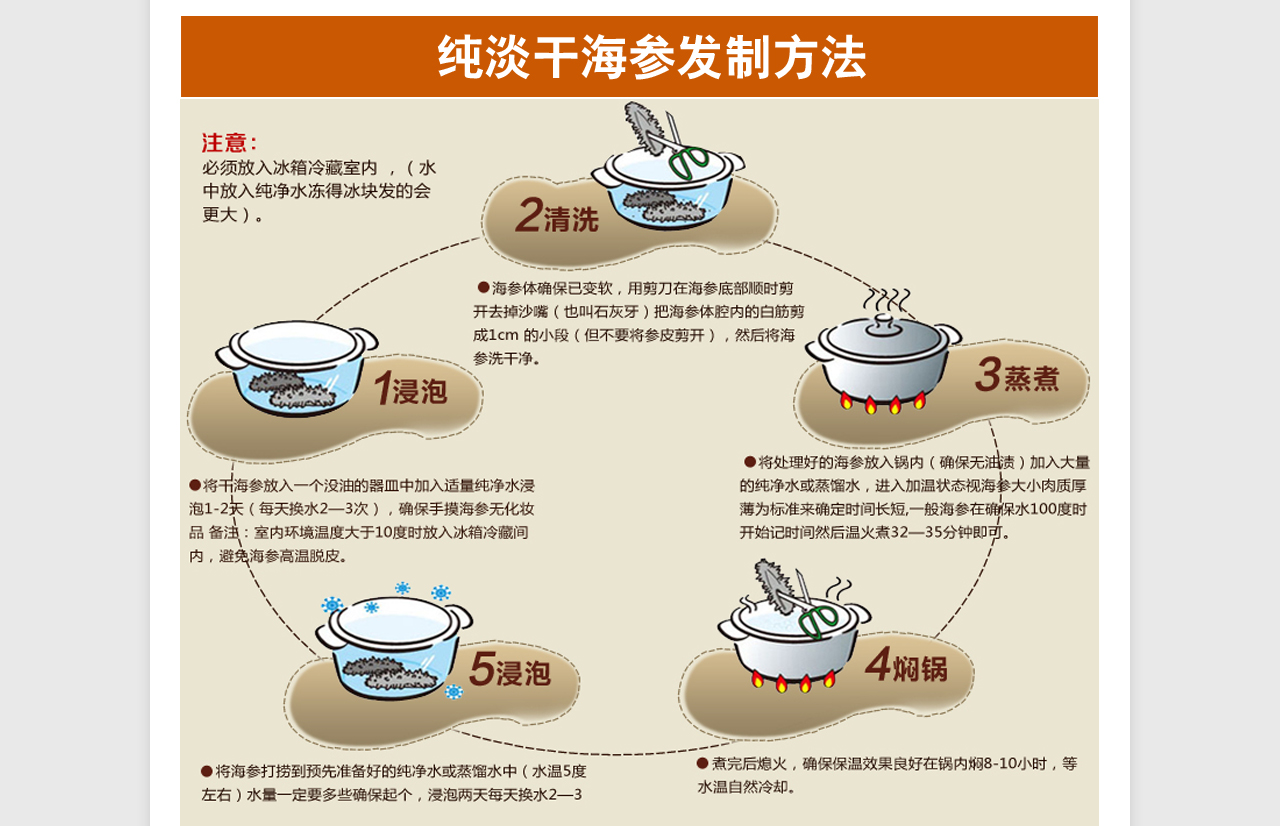 纯淡干海参发制方法
注意：
必须放入冰箱冷藏室内 ，（ 水
中放入纯净水冻得冰块发的会
更大 ）。
2清洗
●海参体确保已变软，用剪刀在海参底部顺时剪
开去掉沙嘴（也叫石灰牙）把海参体腔内的白筋剪
成1cm 的小段（但不要将参皮剪开），然后将海
参洗干净。
1浸泡
●将干海参放入一个没油的器皿中加入适量纯净水浸
泡1-2天（每天换水2—3次），确保手摸海参无化妆
品 备注：室内环境温度大于10度时放入冰箱冷藏间
内，避免海参高温脱皮。
3蒸煮
●将处理好的海参放入锅内（确保无油渍）加入大量
的纯净水或蒸馏水，进入加温状态视海参大小肉质厚
薄为标准来确定时间长短,一般海参在确保水100度时
开始记时间然后温火煮32—35分钟即可。
5浸泡
●将海参打捞到预先准备好的纯净水或蒸馏水中（水温5度
左右）水量一定要多些确保起个，浸泡两天每天换水2—3
4焖锅
●煮完后熄火，确保保温效果良好在锅内焖8-10小时，等
水温自然冷却。